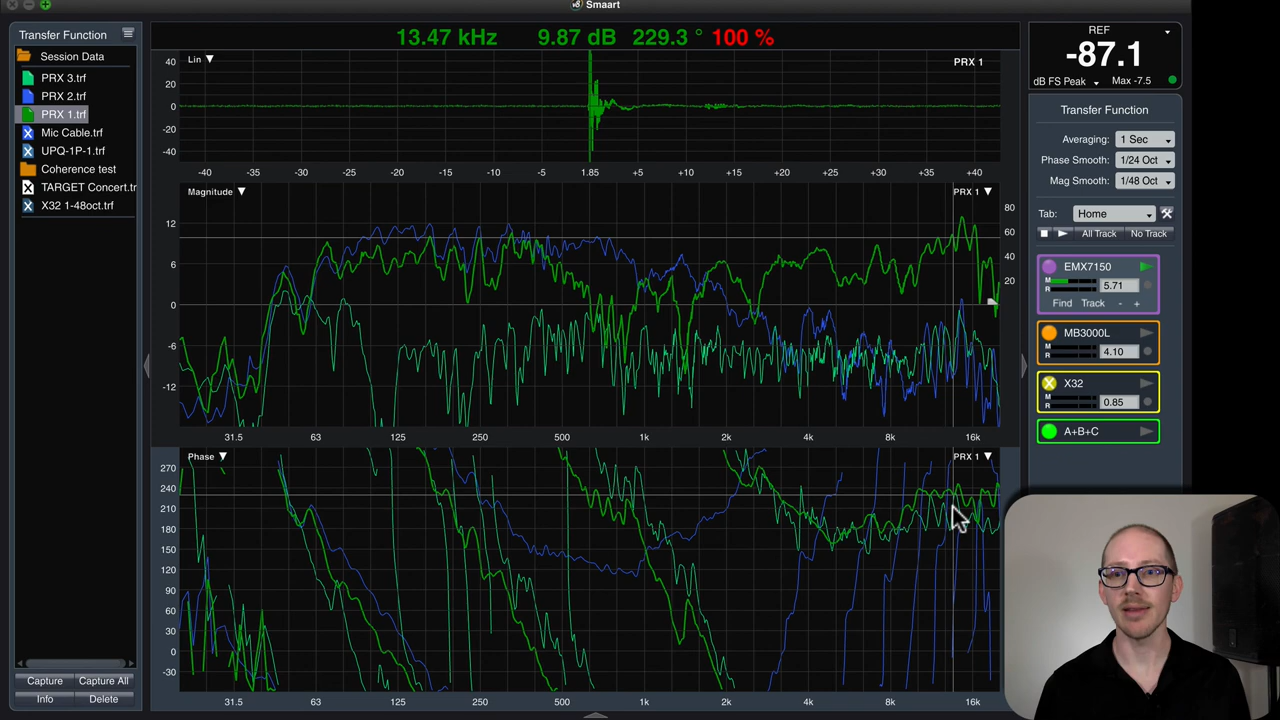 Smaart
Transfer Function
Session Data
PRX 3.trf
PRX 2.trf
PRX 1.trf
Mic Cable.trf
UPQ-1P-1.trf
Coherence test
TARGET Concert.tr
X32 1-48oct.trf
Capture Capture All
Info Delete
13.47 kHz 9.87 dB 229.3 ° 100 %
Lin PRX 1
40
20
0
-20
-40
-40 -35 -30 -25 -20 -15 -10 -5 1.85 +5 +10 +15 +20 +25 +30 +35 +40
Magnitude PRX 1
12
6
0
-6
-12
80
60
40
20
31.5 63 125 250 500 1k 2k 4k 8k 16k
Phase PRX 1
270
240
210
180
150
120
90
60
30
0
-30
31.5 63 125 250 500 1k 2k 4k 8k 16k
REF
-87.1
dB FS Peak Max -7.5
Transfer Function
Averaging: 1 Sec
Phase Smooth: 1/24 Oct
Mag Smooth: 1/48 Oct
Tab: Home
All Track No Track
EMX7150
M
R 5.71
Find Track - +
MB3000L
M
R 4.10
X X32
M
R 0.85
A+B+C